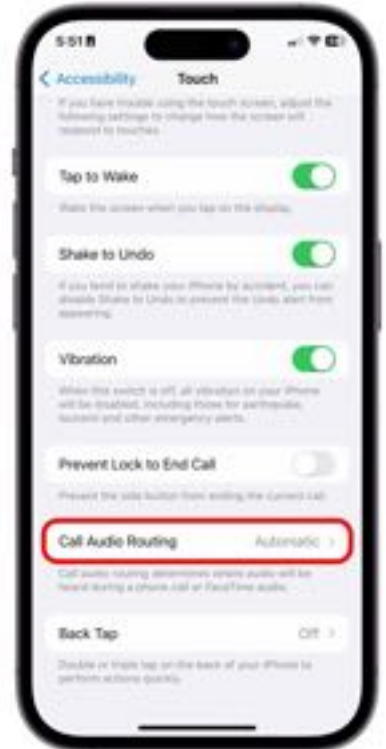 5:51
Accessibility Touch
If you have trouble using the touch screen, adjust the
following settings to change how the screen will
respond to touches.
Tap to Wake
Wake the screen when you tap on the display.
Shake to Undo
If you tend to shake your iPhone by accident, you can
disable Shake to Undo to prevent the Undo alert from
appearing.
Vibration
When this switch is off, all vibration on your iPhone
will be disabled, including those for earthquake,
tsunami and other emergency alerts.
Prevent Lock to End Call
Prevent the side button from ending the current call.
Call Audio Routing Automatic
Call audio routing determines where audio will be
heard during a phone call or FaceTime audio.
Back Tap Off
Double or triple tap on the back of your iPhone to
perform actions quickly.